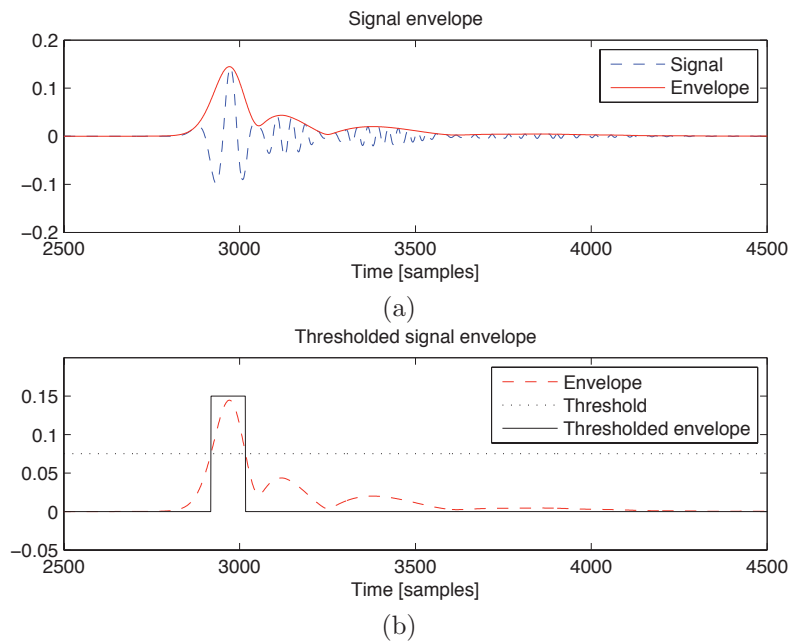 Signal envelope
0.2
0.1
0
-0.1
-0.2
Signal
Envelope
2500 3000 3500 4000 4500
Time [samples]
(a)
Thresholded signal envelope
0.15
0.1
0.05
0
-0.05
Envelope
Threshold
Thresholded envelope
2500 3000 3500 4000 4500
Time [samples]
(b)